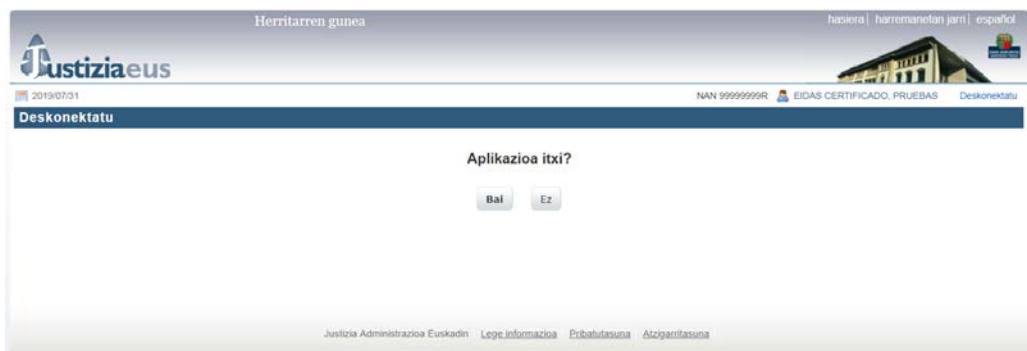 Herritarren gunea
hasiera | harremanetan jarri | español
Justiziaeus
2019/07/31
NAN 99999999R EIDAS CERTIFICADO, PRUEBAS Deskonektatu
Deskonektatu
Aplikazioa itxi?
Bai Ez
Justizia Administrazioa Euskadin Lege informazioa Pribatutasuna Atzigarritasuna